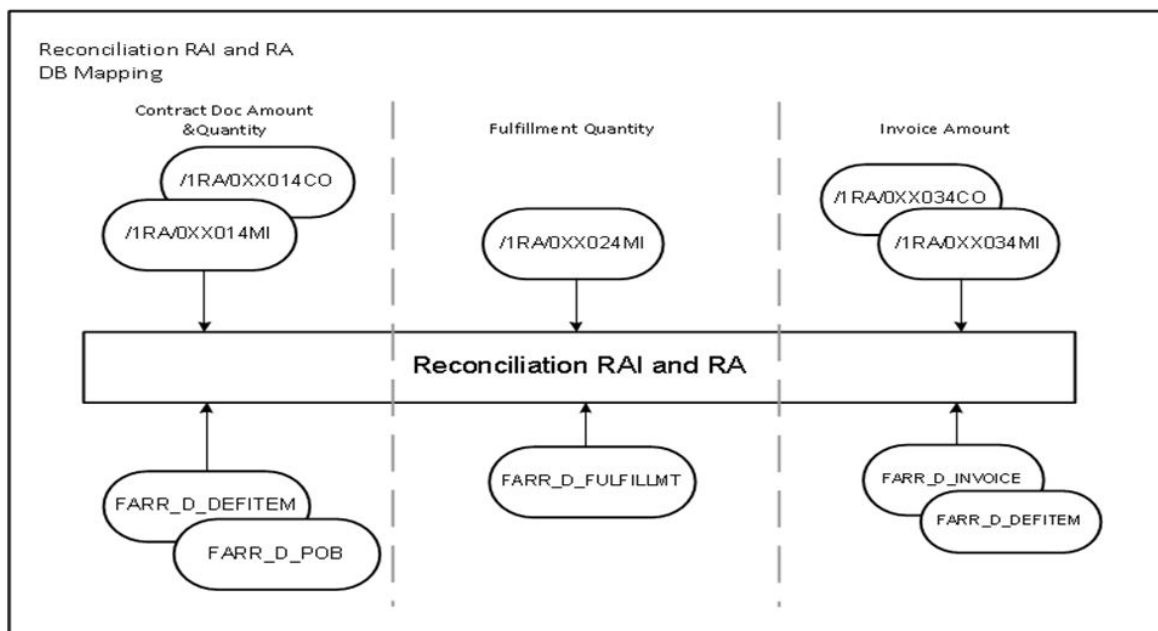 Reconciliation RAI and RA
DB Mapping
Contract Doc Amount
&Quantity
Fulfillment Quantity
Invoice Amount
/1RA/0XX014CO
/1RA/0XX014MI
/1RA/0XX024MI
/1RA/0XX034CO
/1RA/0XX034MI
Reconciliation RAI and RA
FARR_D_DEFITEM
FARR_D_POB
FARR_D_FULFILLMT
FARR_D_INVOICE
FARR_D_DEFITEM